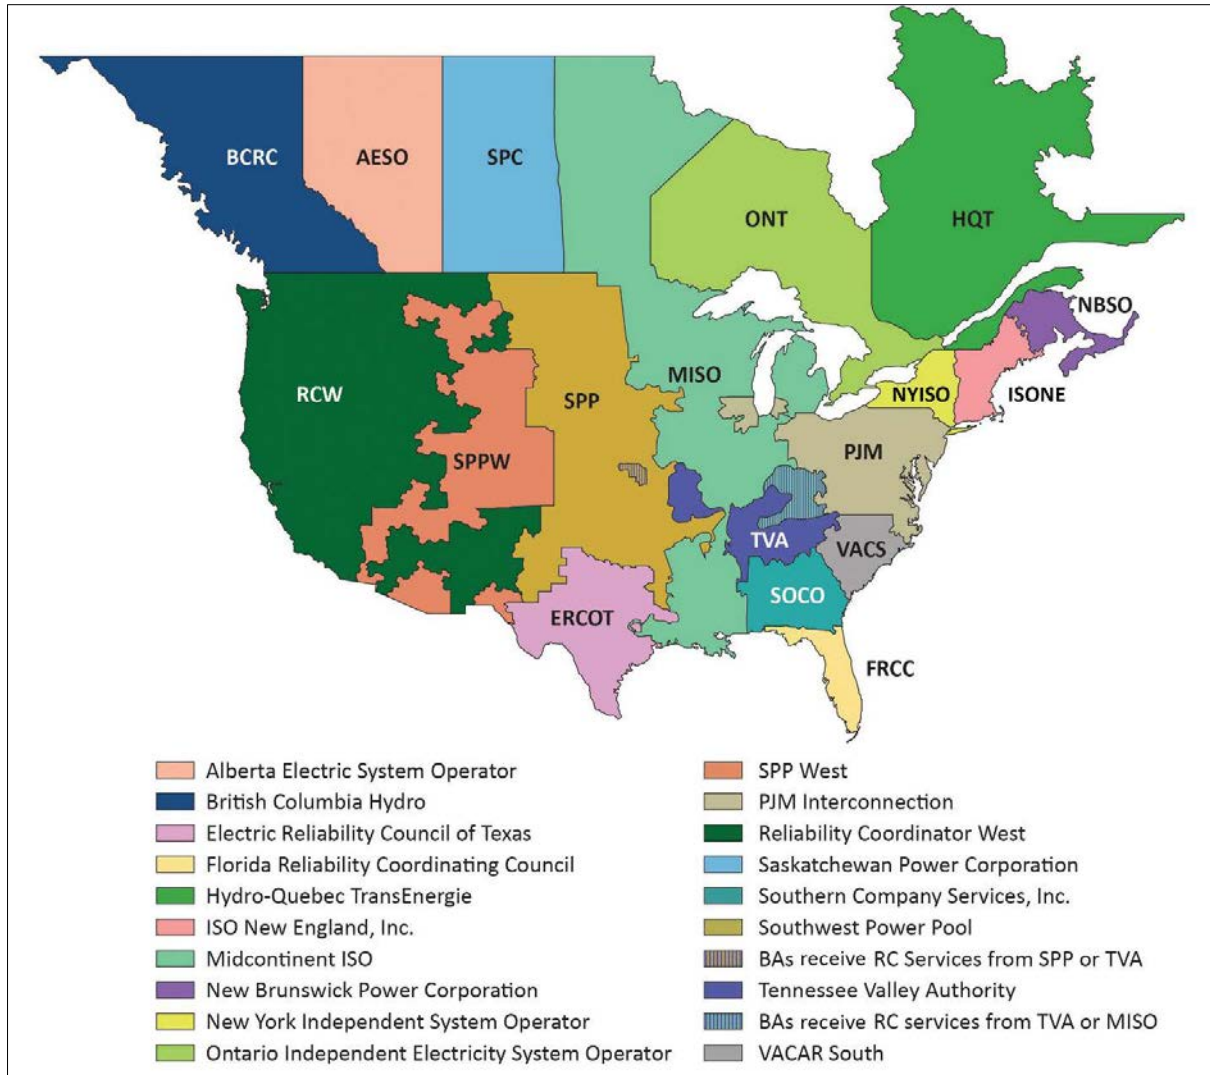 BCRC
AESO
SPC
ONT
HQT
NBSO
RCW
MISO
SPP
NYISO
ISONE
SPPW
PJM
TVA
VACS
SOCO
ERCOT
FRCC
Alberta Electric System Operator
British Columbia Hydro
Electric Reliability Council of Texas
Florida Reliability Coordinating Council
Hydro-Quebec TransEnergie
ISO New England, Inc.
Midcontinent ISO
New Brunswick Power Corporation
New York Independent System Operator
Ontario Independent Electricity System Operator
SPP West
PJM Interconnection
Reliability Coordinator West
Saskatchewan Power Corporation
Southern Company Services, Inc.
Southwest Power Pool
BAs receive RC Services from SPP or TVA
Tennessee Valley Authority
BAs receive RC services from TVA or MISO
VACAR South